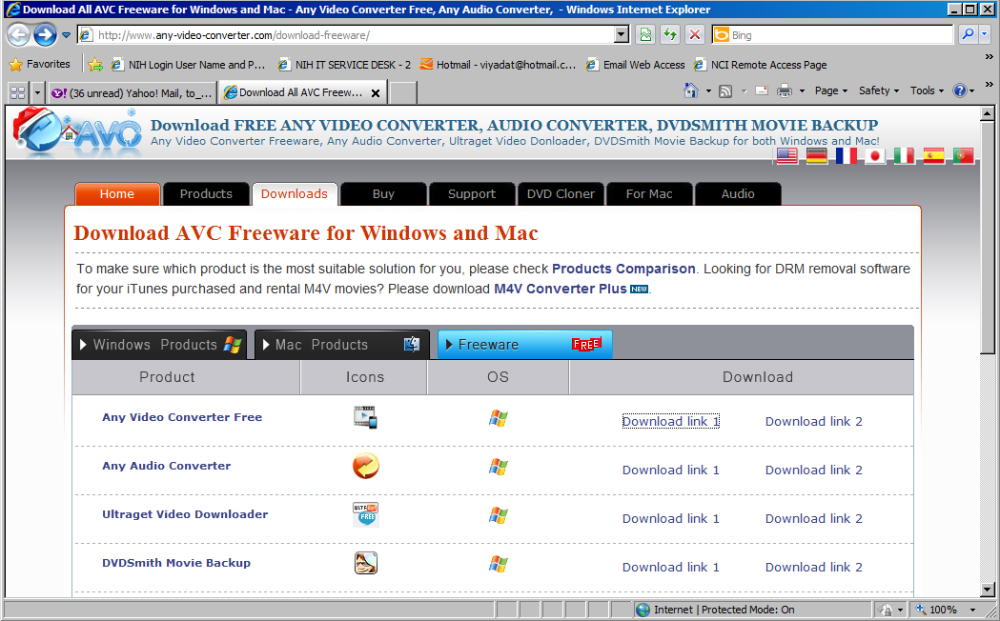 Download All AVC Freeware for Windows and Mac - Any Video Converter Free, Any Audio Converter, - Windows Internet Explorer
http://www.any-video-converter.com/download-freeware/
Bing
Favorites
NIH Login User Name and P...
NIH IT SERVICE DESK - 2
Hotmail - viyadat@hotmail.c...
Email Web Access
NCI Remote Access Page
(36 unread) Yahoo! Mail, to_...
Download All AVC Freew...
Page
Safety
Tools
AVC
Download FREE ANY VIDEO CONVERTER, AUDIO CONVERTER, DVDSMITH MOVIE BACKUP
Any Video Converter Freeware, Any Audio Converter, Ultraget Video Donloader, DVDSmith Movie Backup for both Windows and Mac!
Home
Products
Downloads
Buy
Support
DVD Cloner
For Mac
Audio
Download AVC Freeware for Windows and Mac
To make sure which product is the most suitable solution for you, please check Products Comparison. Looking for DRM removal software
for your iTunes purchased and rental M4V movies? Please download M4V Converter Plus NEW.
Windows Products
Mac Products
Freeware FREE
Product Icons OS Download
Any Video Converter Free Download link 1 Download link 2
Any Audio Converter Download link 1 Download link 2
Ultraget Video Downloader Download link 1 Download link 2
DVDSmith Movie Backup Download link 1 Download link 2
Internet | Protected Mode: On
100%